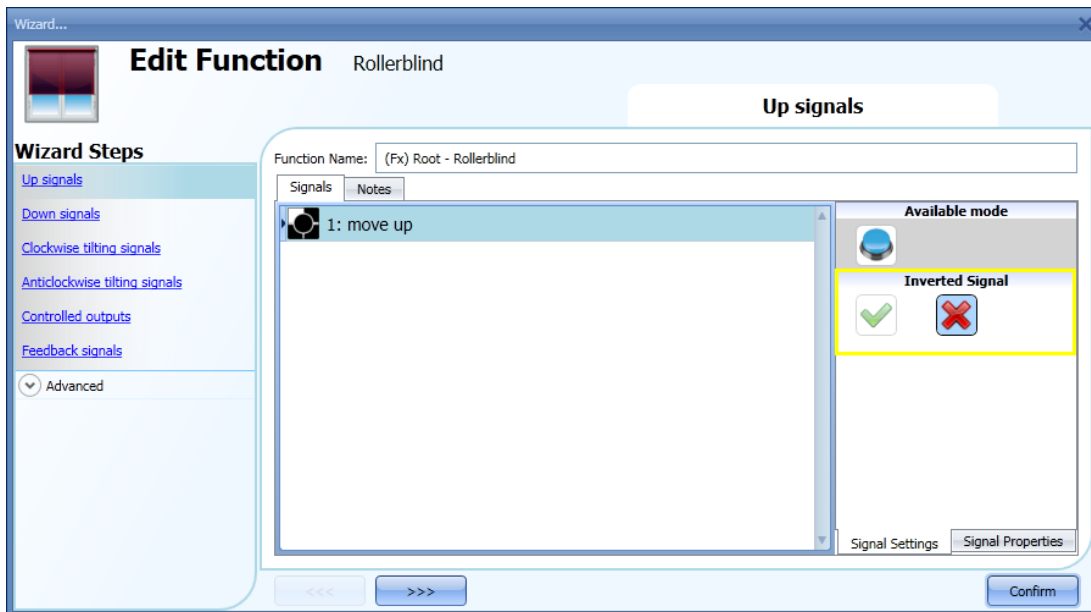 Wizard...
Edit Function Rollerblind
Up signals
Wizard Steps
Up signals
Down signals
Clockwise tilting signals
Anticlockwise tilting signals
Controlled outputs
Feedback signals
Advanced
Function Name: (Fx) Root - Rollerblind
Signals Notes
1: move up
Available mode
Inverted Signal
Signal Settings Signal Properties
<<< >>> Confirm